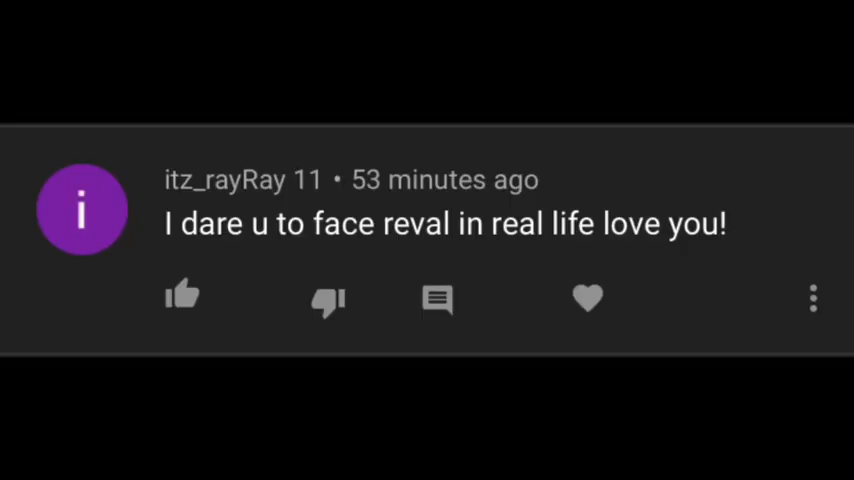 i
itz_rayRay 11 • 53 minutes ago
I dare u to face reval in real life love you!